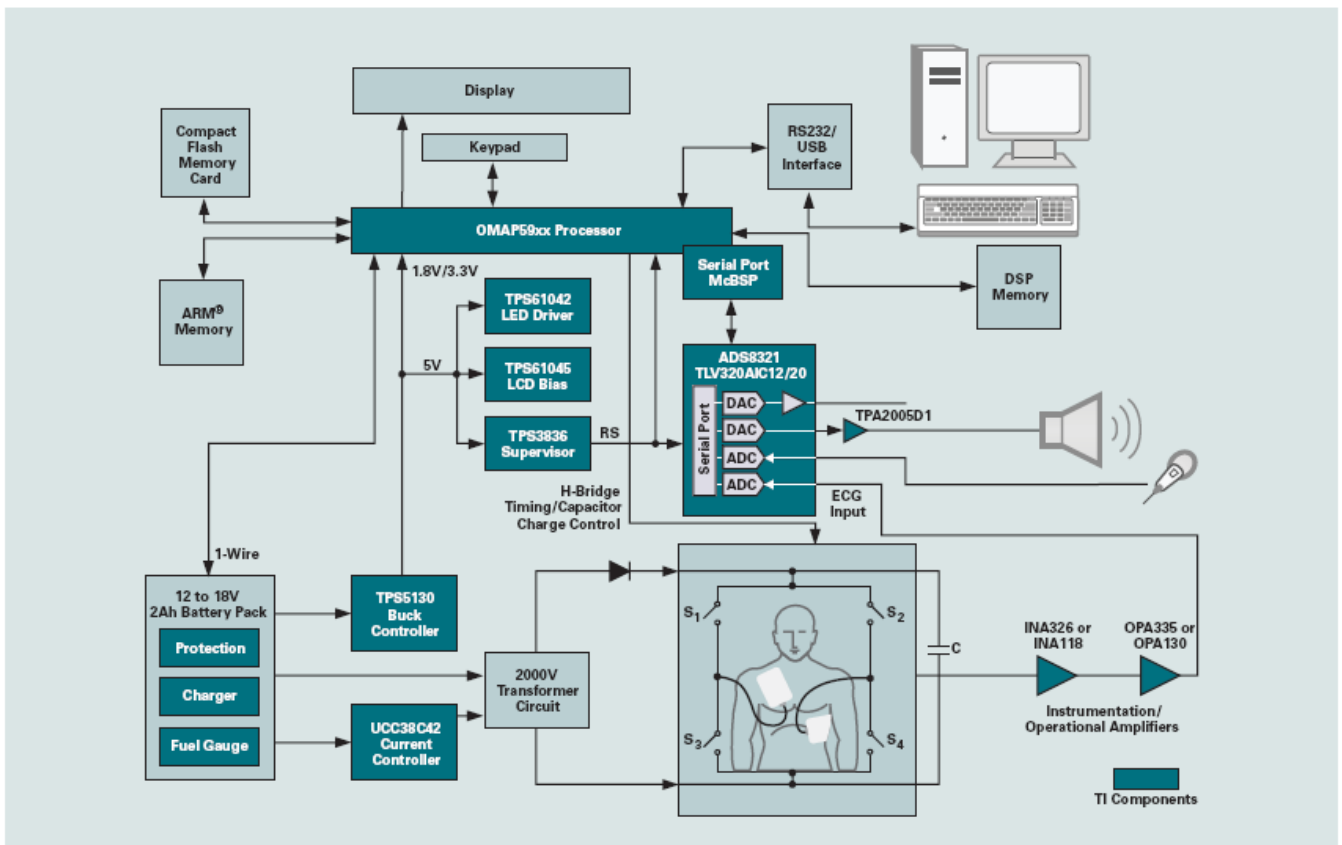 Display
Compact
Flash
Memory
Card
Keypad
RS232/
USB
Interface
OMAP59xx Processor
1.8V/3.3V
Serial Port
McBSP
DSP
Memory
ARM®
Memory
TPS61042
LED Driver
5V
TPS61045
LCD Bias
TPS3836
Supervisor
RS
ADS8321
TLV320AIC12/20
Serial Port
DAC
DAC
ADC
ADC
TPA2005D1
ECG
Input
H-Bridge
Timing/Capacitor
Charge Control
1-Wire
12 to 18V
2Ah Battery Pack
Protection
Charger
Fuel Gauge
TPS5130
Buck
Controller
2000V
Transformer
Circuit
UCC38C42
Current
Controller
S1
S2
S3
S4
C
INA326 or
INA118
OPA335 or
OPA130
Instrumentation/
Operational Amplifiers
TI Components